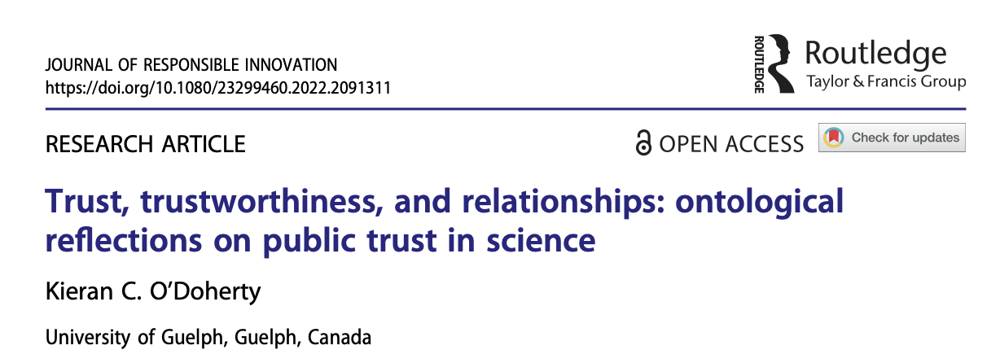 JOURNAL OF RESPONSIBLE INNOVATION
https://doi.org/10.1080/23299460.2022.2091311
ROUTLEDGE
Routledge
Taylor & Francis Group
RESEARCH ARTICLE
OPEN ACCESS
Check for updates
Trust, trustworthiness, and relationships: ontological
reflections on public trust in science
Kieran C. O’Doherty
University of Guelph, Guelph, Canada